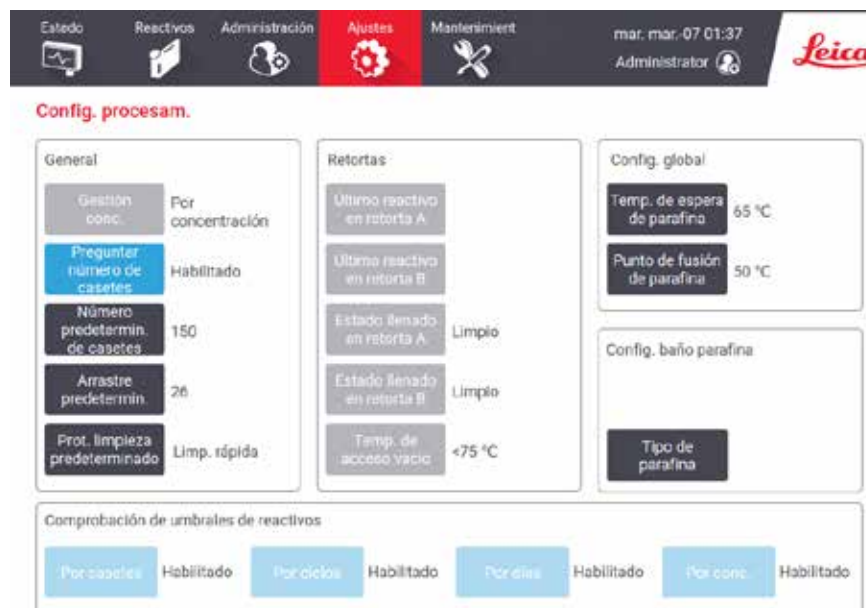 Estado Reactivos Administración Ajustes Mantenimient
mar. mar.-07 01:37
Administrator
Leica
Config. procesam.
General
Gestión
conc.
Por
concentración
Preguntar
número de
casetes
Habilitado
Número
predetermin.
de casetes
150
Arrastre
predetermin.
26
Prot. limpieza
predeterminado
Limp. rápida
Retortas
Último reactivo
en retorta A
Último reactivo
en retorta B
Estado llenado
en retorta A
Limpio
Estado llenado
en retorta B
Limpio
Temp. de
acceso vacío
<75 °C
Config. global
Temp. de espera
de parafina
65 °C
Punto de fusión
de parafina
50 °C
Config. baño parafina
Tipo de
parafina
Comprobación de umbrales de reactivos
Por casetes Habilitado Por ciclos Habilitado Por días Habilitado Por conc. Habilitado